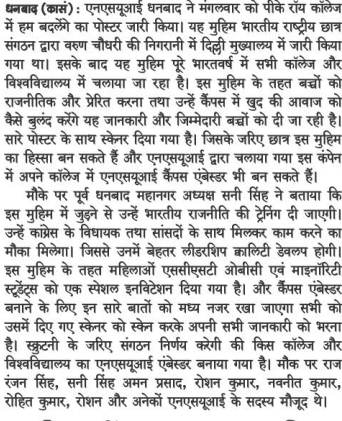 धनबाद (कासं) : एनएसयूआई धनबाद ने मंगलवार को पीके रॉय कॉलेज
में हम बदलेंगे का पोस्टर जारी किया। यह मुहिम भारतीय राष्ट्रीय छात्र
संगठन द्वारा वरुण चौधरी की निगरानी में दिल्ली मुख्यालय में जारी किया
गया था। इसके बाद यह मुहिम पूरे भारतवर्ष में सभी कॉलेज और
विश्वविद्यालय में चलाया जा रहा है। इस मुहिम के तहत बच्चों को
राजनीतिक और प्रेरित करना तथा उन्हें कैंपस में खुद की आवाज को
कैसे बुलंद करेंगे यह जानकारी और जिम्मेदारी बच्चों को दी जा रही है।
सारे पोस्टर के साथ स्केनर दिया गया है। जिसके जरिए छात्र इस मुहिम
का हिस्सा बन सकते हैं और एनएसयूआई द्वारा चलाया गया इस कंपेन
में अपने कॉलेज में एनएसयूआई कैंपस एंबेस्डर भी बन सकते हैं।
मौके पर पूर्व धनबाद महानगर अध्यक्ष सनी सिंह ने बताया कि
इस मुहिम में जुड़ने से उन्हें भारतीय राजनीति की ट्रेनिंग दी जाएगी।
उन्हें कांग्रेस के विधायक तथा सांसदों के साथ मिलकर काम करने का
मौका मिलेगा। जिससे उनमें बेहतर लीडरशिप क्वालिटी डेवलप होगी।
इस मुहिम के तहत महिलाओं एससीएसटी ओबीसी एवं माइनॉरिटी
स्टूडेंट्स को एक स्पेशल इनविटेशन दिया गया है। और कैंपस एंबेस्डर
बनाने के लिए इन सारे बातों को मध्य नजर रखा जाएगा सभी को
उसमें दिए गए स्केनर को स्केन करके अपनी सभी जानकारी को भरना
है। स्क्रुटनी के जरिए संगठन निर्णय करेगी की किस कॉलेज और
विश्वविद्यालय का एनएसयूआई एंबेस्डर बनाया गया है। मौके पर राज
रंजन सिंह, सनी सिंह अमन प्रसाद, रोशन कुमार, नवनीत कुमार,
रोहित कुमार, रोशन और अनेकों एनएसयूआई के सदस्य मौजूद थे।